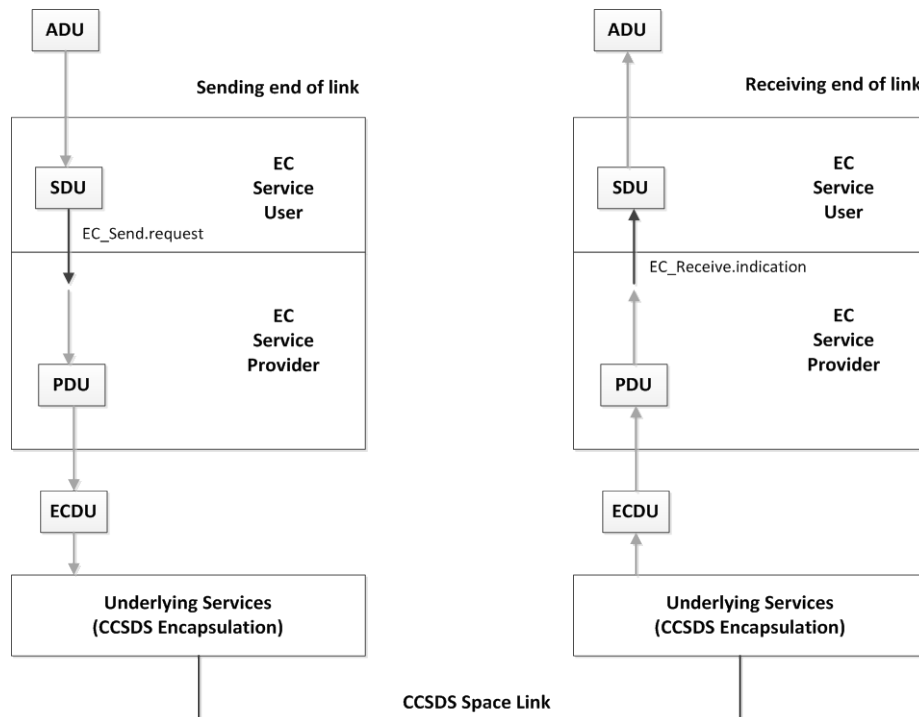 ADU
Sending end of link
EC
Service
User
SDU
EC_Send.request
EC
Service
Provider
PDU
ECDU
Underlying Services
(CCSDS Encapsulation)
ADU
Receiving end of link
EC
Service
User
SDU
EC_Receive.indication
EC
Service
Provider
PDU
ECDU
Underlying Services
(CCSDS Encapsulation)
CCSDS Space Link